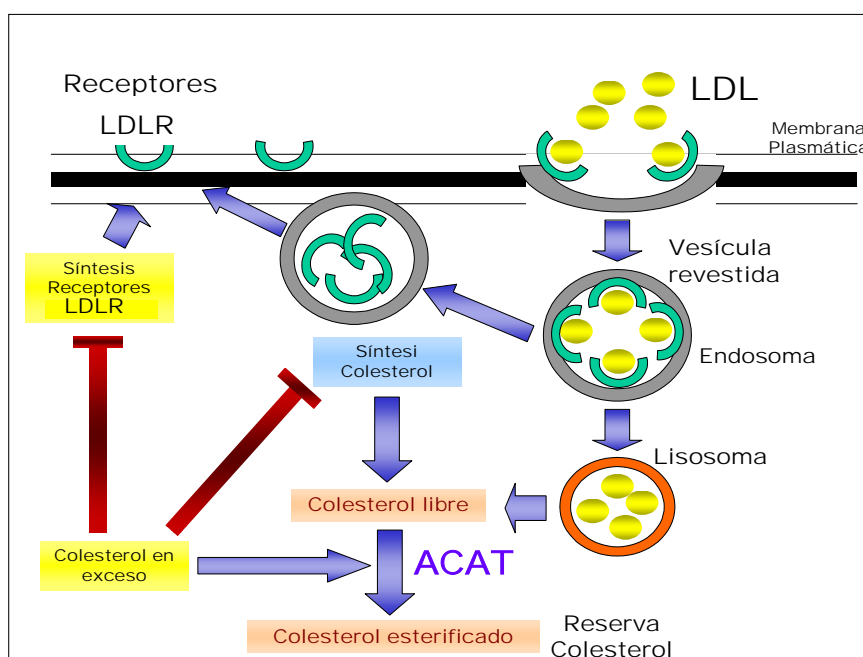 Receptores
LDLR
LDL
Membrana
Plasmática
Vesícula
revestida
Síntesis
Receptores
LDLR
Endosoma
Síntesi
Colesterol
Lisosoma
Colesterol libre
Colesterol en
exceso
ACAT
Colesterol esterificado
Reserva
Colesterol